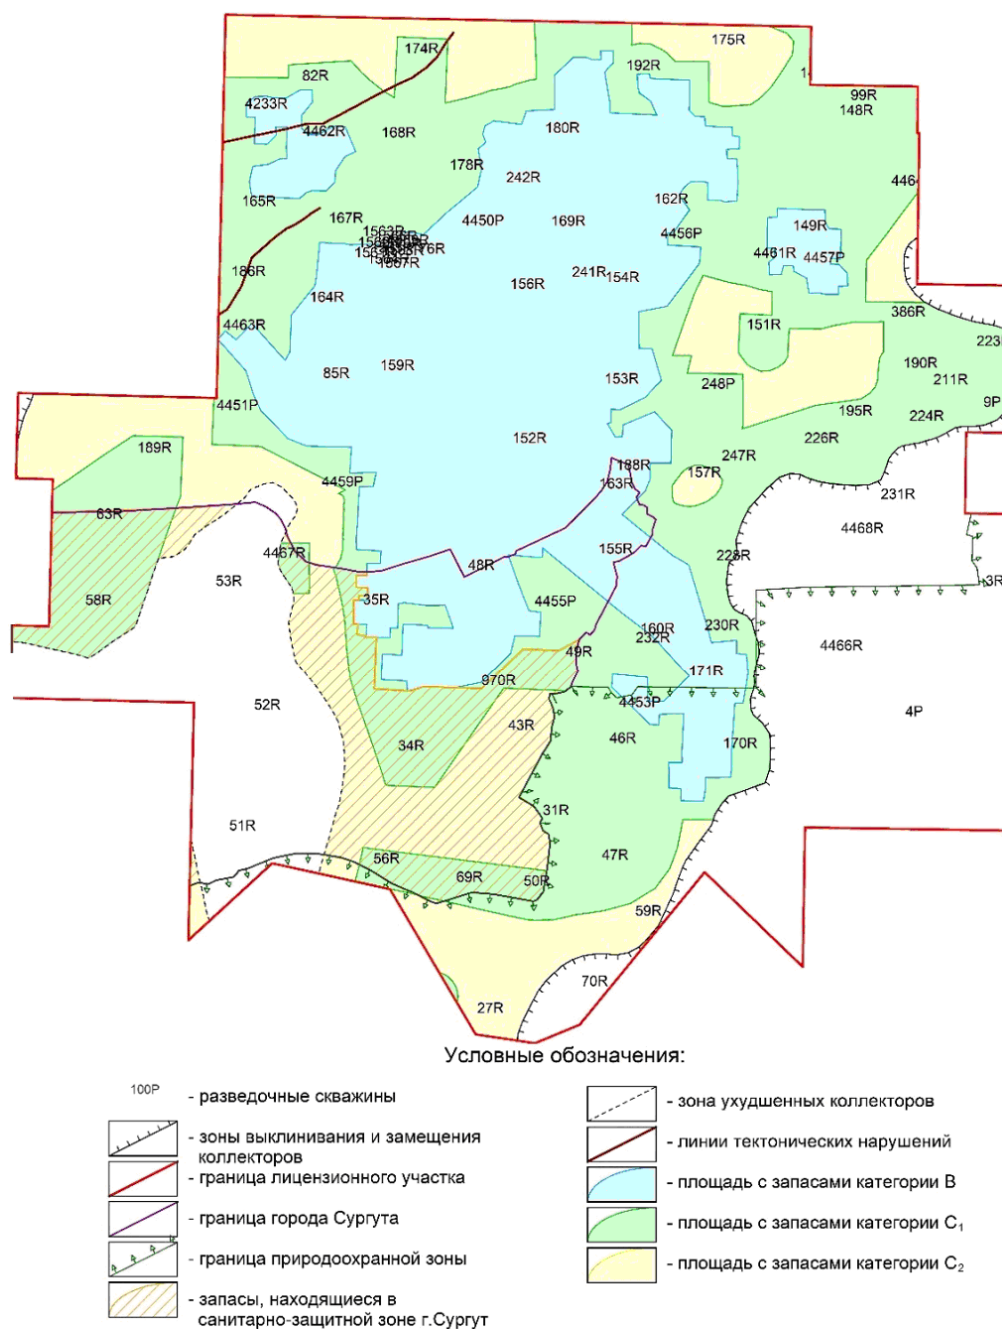 175R
174R
192R
82R
99R
4233R
148R
180R
4462R
168R
178R
242R
4464
165R
162R
167R
4450P
169R
149R
4456P
4461R
4457P
186R
241R
154R
156R
164R
386R
4463R
151R
223
190R
159R
85R
153R
211R
248P
9P
4451P
195R
224R
226R
152R
189R
247R
188R
157R
4459P
163R
231R
63R
4468R
155R
4467R
228R
48R
53R
3R
58R
35R
4455P
230R
160R
232R
4466R
49R
171R
970R
52R
4453P
4P
43R
46R
170R
34R
31R
51R
47R
56R
69R
50R
59R
70R
27R
Условные обозначения:
100P
- разведочные скважины
- зоны выклинивания и замещения
коллекторов
- граница лицензионного участка
- граница города Сургута
- граница природоохранной зоны
- запасы, находящиеся в
санитарно-защитной зоне г.Сургут
- зона ухудшенных коллекторов
- линии тектонических нарушений
- площадь с запасами категории В
- площадь с запасами категории С₁
- площадь с запасами категории С₂